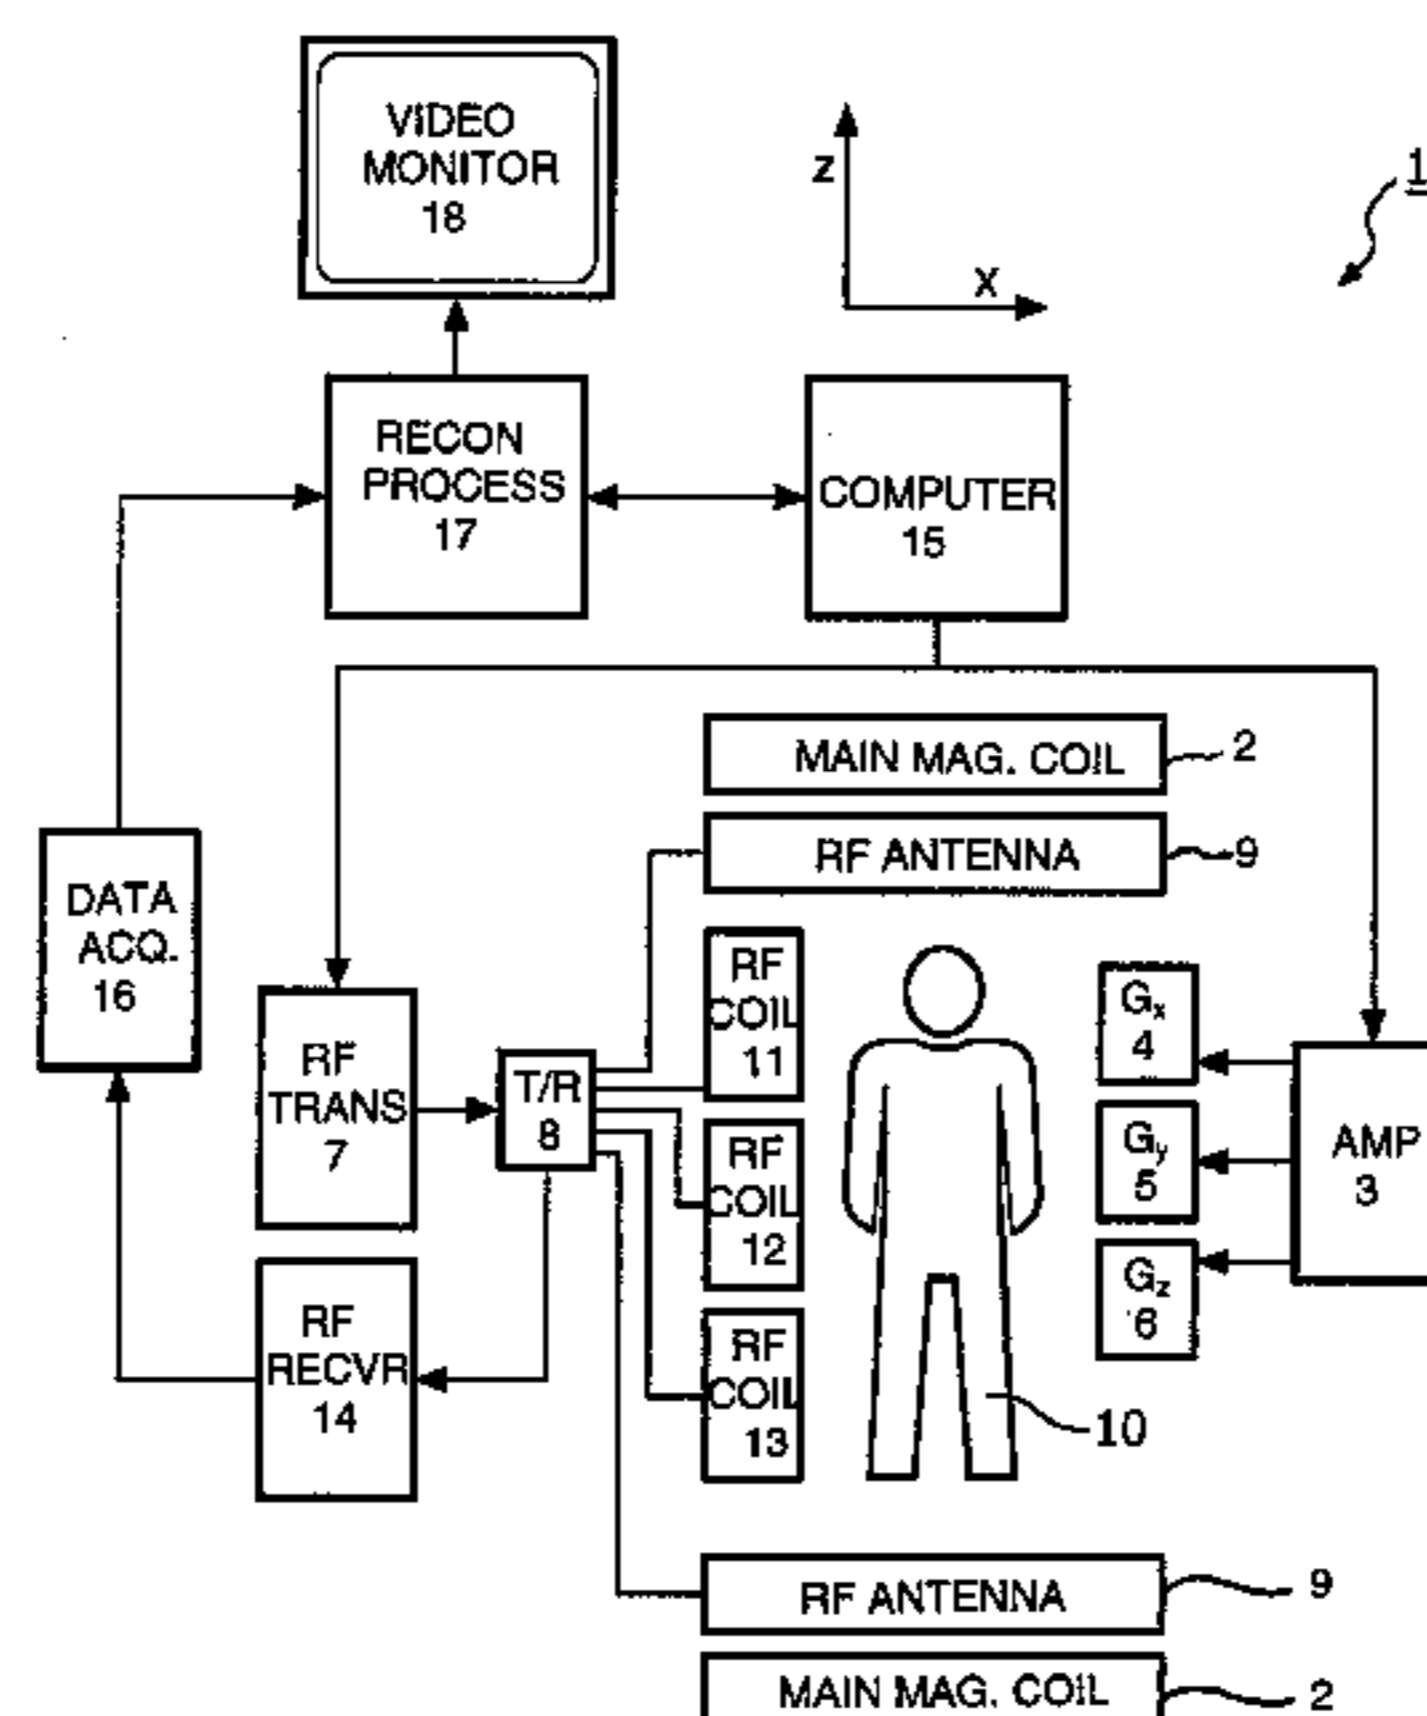 VIDEO
MONITOR
18
Z
X
1
RECON
PROCESS
17
COMPUTER
15
MAIN MAG. COIL
2
RF ANTENNA
9
DATA
ACQ.
16
RF
TRANS
7
T/R
8
RF
COIL
11
RF
COIL
12
RF
COIL
13
Gx
4
Gy
5
Gz
6
AMP
3
RF
RECVR
14
10
RF ANTENNA
9
MAIN MAG. COIL
2